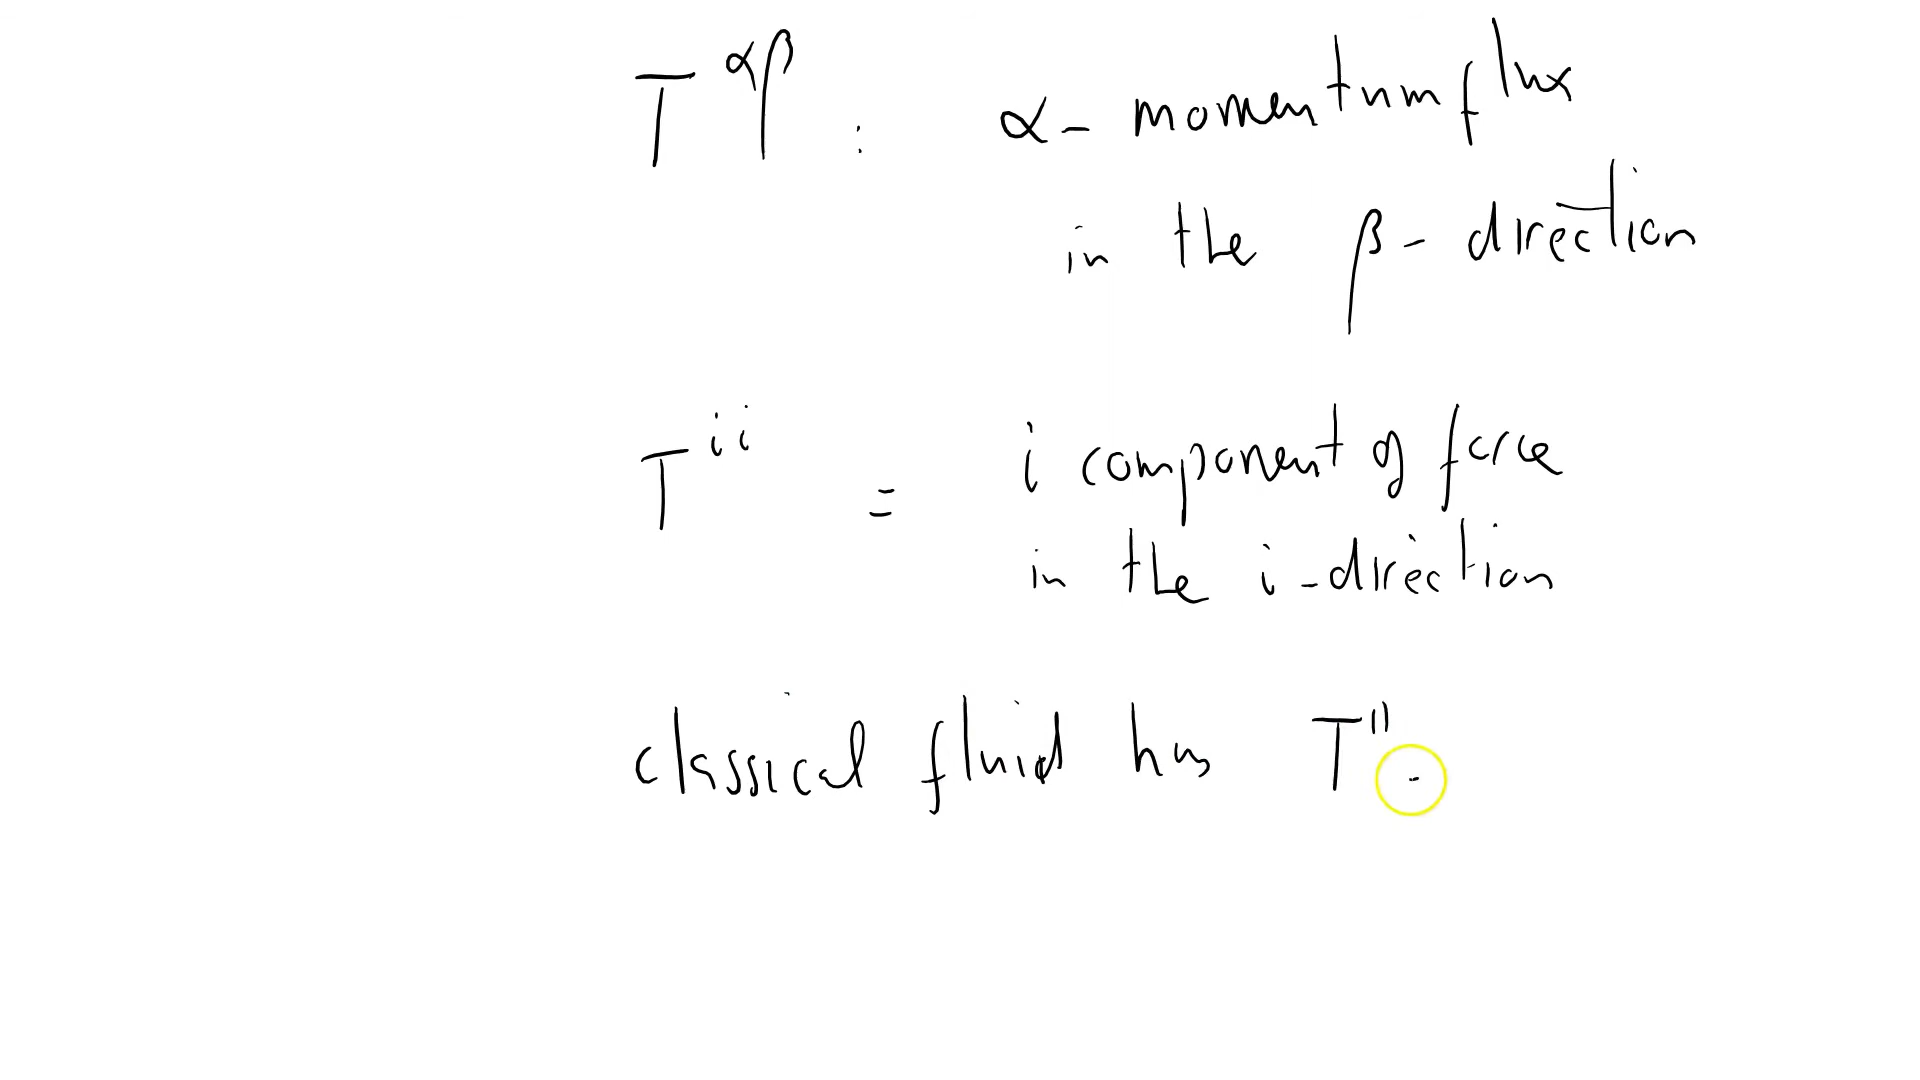 T^{αβ} : α- momentum flux
in the β- direction
T^{ii} = i component of force
in the i-direction
classical fluid has T^{11} -